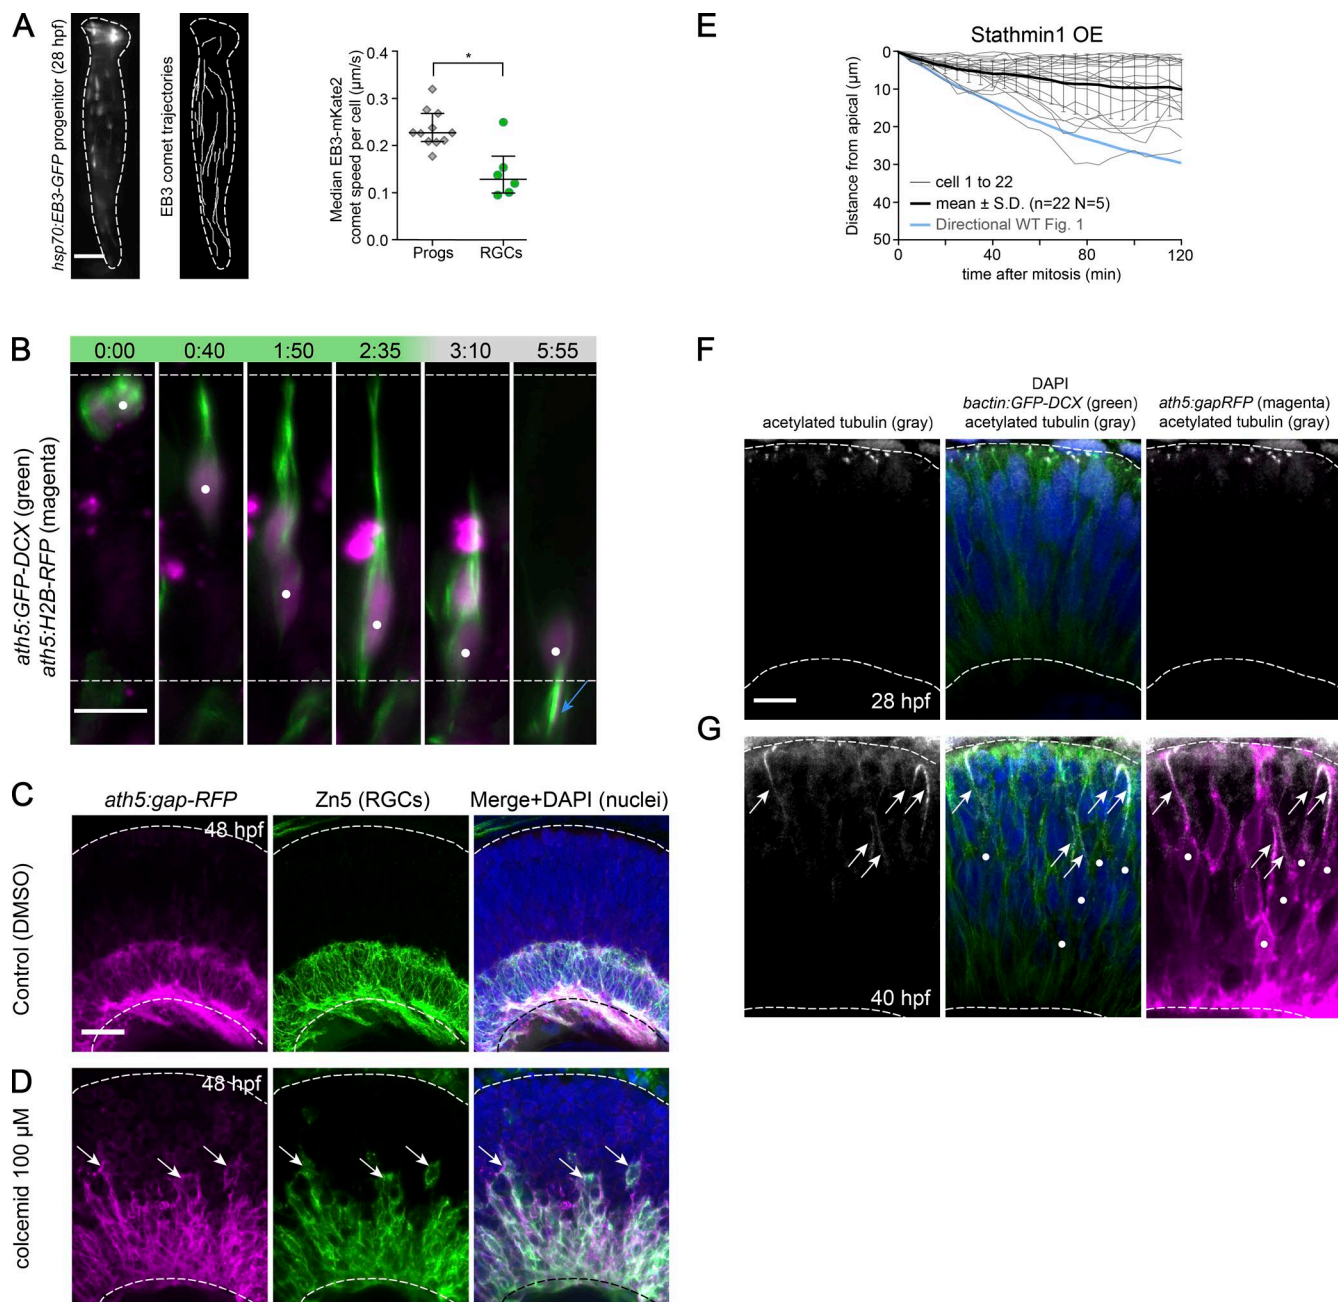 A
hsp70:EB3-GFP progenitor (28 hpf)
EB3 comet trajectories
Median EB3-mKate2
comet speed per cell (µm/s)
0.4
0.3
0.2
0.1
0.0
*
Progs
RGCs
E
Stathmin1 OE
Distance from apical (µm)
0
10
20
30
40
50
cell 1 to 22
mean ± S.D. (n=22 N=5)
Directional WT Fig. 1
0
40
80
120
time after mitosis (min)
B
ath5:GFP-DCX (green)
ath5:H2B-RFP (magenta)
0:00
0:40
1:50
2:35
3:10
5:55
C
ath5:gap-RFP
Zn5 (RGCs)
Merge+DAPI (nuclei)
Control (DMSO)
48 hpf
D
colcemid 100 µM
48 hpf
F
acetylated tubulin (gray)
DAPI
bactin:GFP-DCX (green)
acetylated tubulin (gray)
ath5:gapRFP (magenta)
acetylated tubulin (gray)
28 hpf
G
40 hpf